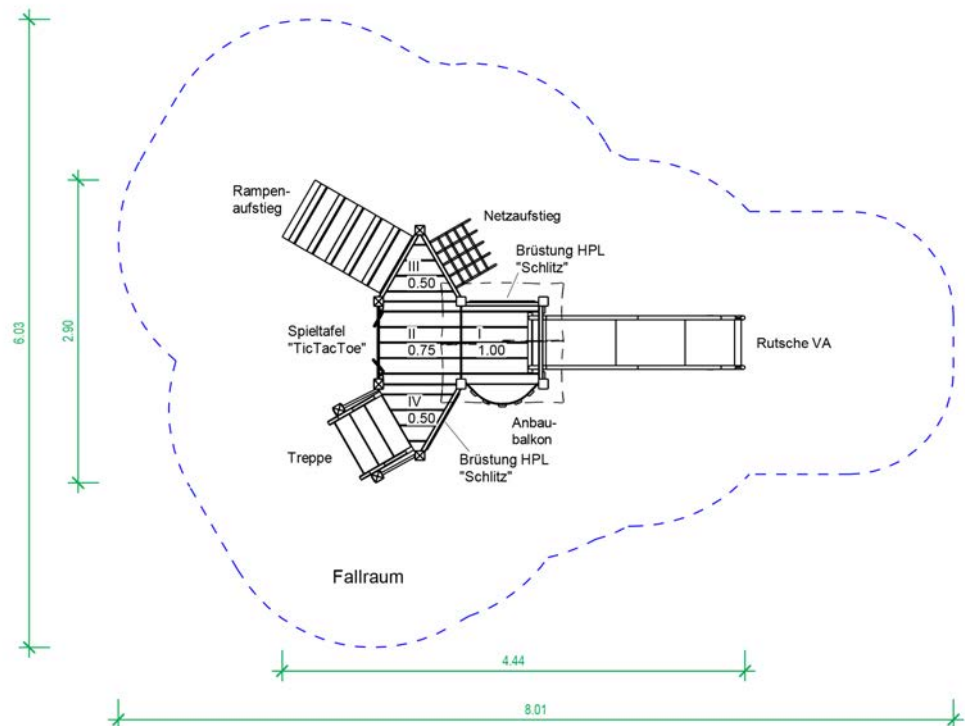 Rampen-
aufstieg
Netzaufstieg
Brüstung HPL
"Schlitz"
III
0.50
Spieltafel
"TicTacToe"
II
0.75
I
1.00
Rutsche VA
IV
0.50
Anbau-
balkon
Treppe
Brüstung HPL
"Schlitz"
Fallraum
6.03
2.90
4.44
8.01